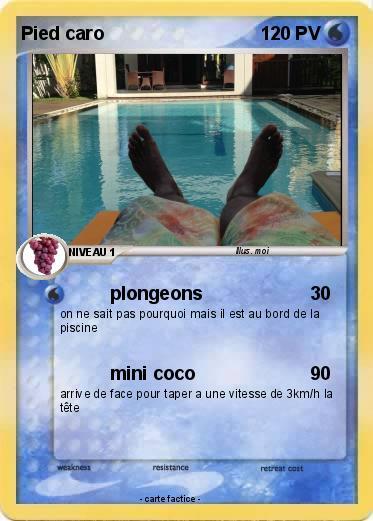 Pied caro 120 PV
NIVEAU 1 Illus. moi
plongeons 30
on ne sait pas pourquoi mais il est au bord de la
piscine
mini coco 90
arrive de face pour taper a une vitesse de 3km/h la
tête
weakness resistance retreat cost
- carte factice -